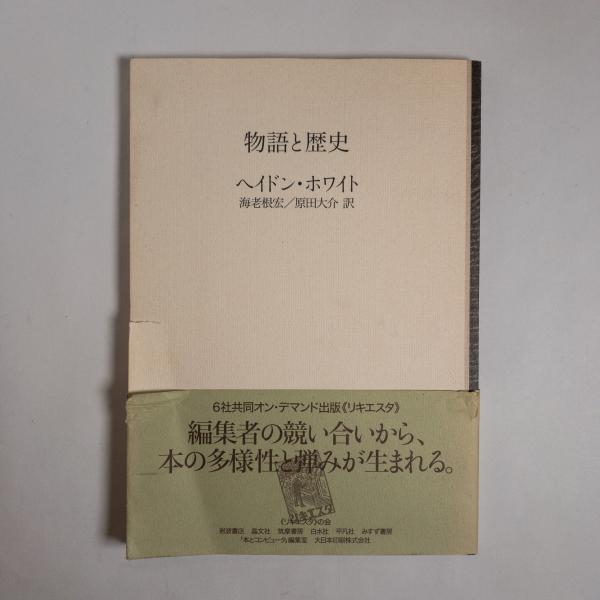 物語と歴史
ヘイドン・ホワイト
海老根宏／原田大介 訳
6社共同オン・デマンド出版《リキエスタ》
編集者の競い合いから、
本の多様性と弾みが生まれる。
リキエスタ
《リキエスタ》の会
岩波書店 晶文社 筑摩書房 白水社 平凡社 みすず書房
「本とコンピュータ」編集室 大日本印刷株式会社